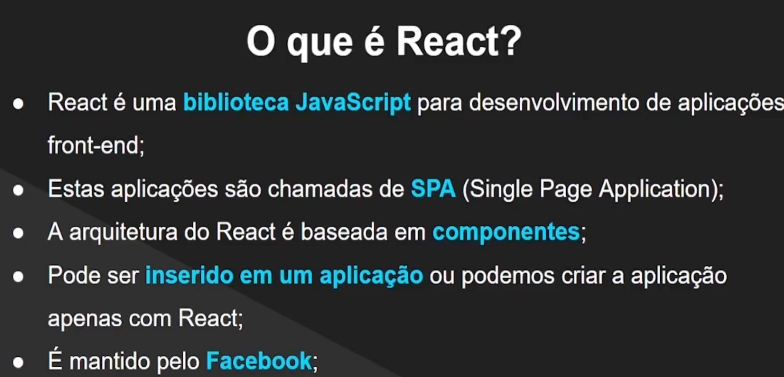 O que é React?
● React é uma biblioteca JavaScript para desenvolvimento de aplicações
front-end;
● Estas aplicações são chamadas de SPA (Single Page Application);
● A arquitetura do React é baseada em componentes;
● Pode ser inserido em um aplicação ou podemos criar a aplicação
apenas com React;
● É mantido pelo Facebook;